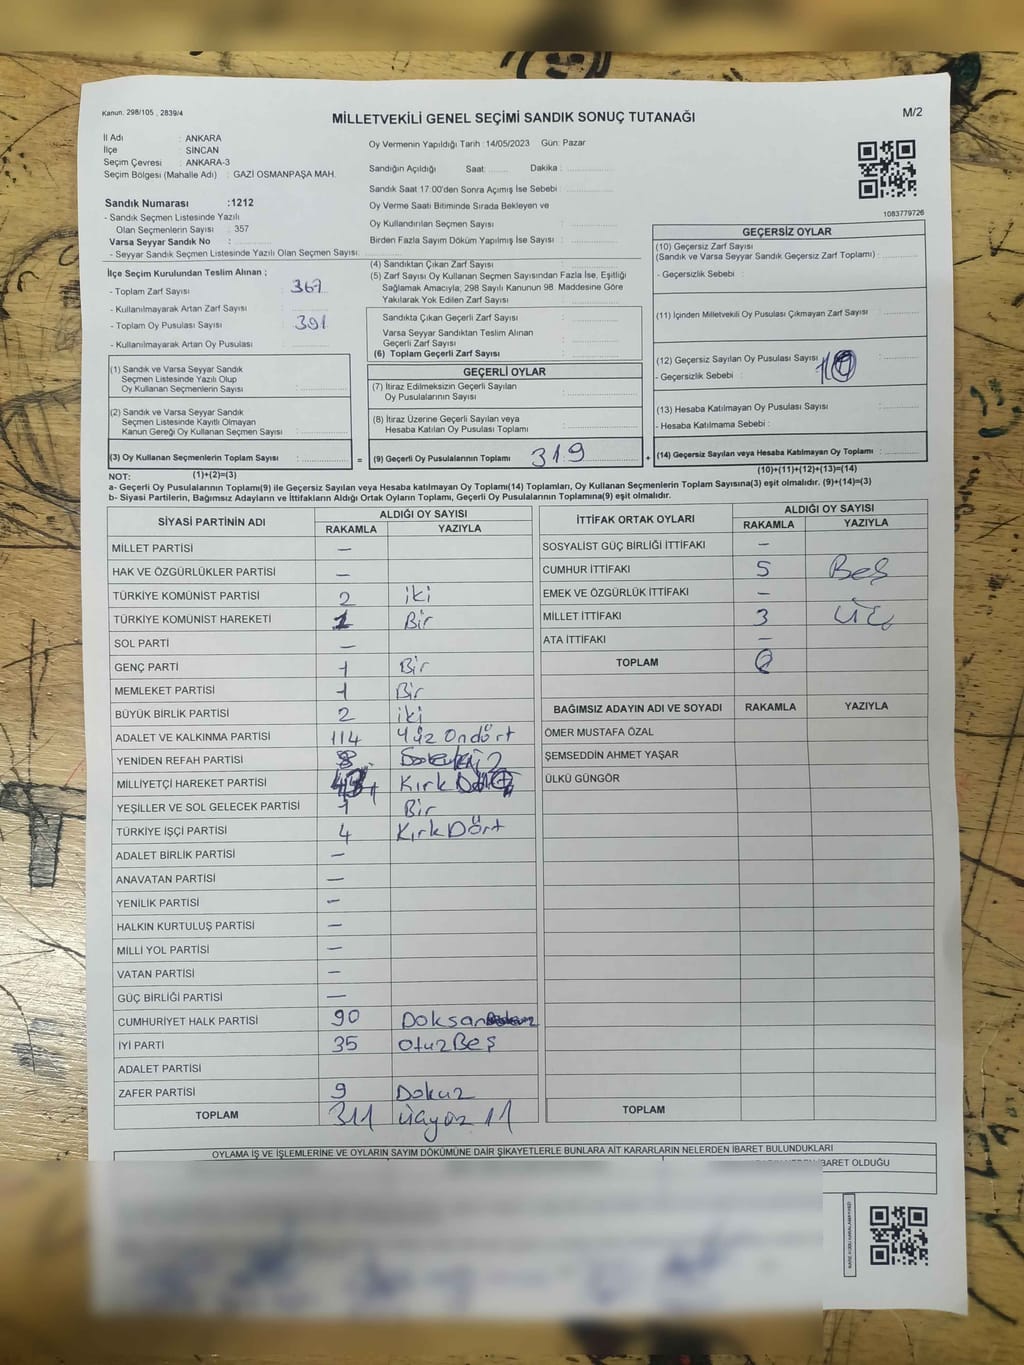 Kanun. 298/105 , 2839/4
MİLLETVEKİLİ GENEL SEÇİMİ SANDIK SONUÇ TUTANAĞI
M/2
İl Adı : ANKARA
İlçe : SİNCAN
Seçim Çevresi : ANKARA-3
Seçim Bölgesi (Mahalle Adı) : GAZİ OSMANPAŞA MAH.
Sandık Numarası :1212
- Sandık Seçmen Listesinde Yazılı
Olan Seçmenlerin Sayısı : 357
Varsa Seyyar Sandık No :
- Seyyar Sandık Seçmen Listesinde Yazılı Olan Seçmen Sayısı:
Oy Vermenin Yapıldığı Tarih : 14/05/2023 Gün: Pazar
Sandığın Açıldığı Saat: Dakika :
Sandık Saat 17:00'den Sonra Açımış İse Sebebi :
Oy Verme Saati Bitiminde Sırada Bekleyen ve
Oy Kullandırılan Seçmen Sayısı :
Birden Fazla Sayım Döküm Yapılmış İse Sayısı :
1083779726
İlçe Seçim Kurulundan Teslim Alınan ;
- Toplam Zarf Sayısı : 367
- Kullanılmayarak Artan Zarf Sayısı :
- Toplam Oy Pusulası Sayısı : 391
- Kullanılmayarak Artan Oy Pusulası :
(4) Sandıktan Çıkan Zarf Sayısı :
(5) Zarf Sayısı Oy Kullanan Seçmen Sayısından Fazla İse, Eşitliği
Sağlamak Amacıyla; 298 Sayılı Kanunun 98. Maddesine Göre
Yakılarak Yok Edilen Zarf Sayısı :
Sandıkta Çıkan Geçerli Zarf Sayısı :
Varsa Seyyar Sandıktan Teslim Alınan
Geçerli Zarf Sayısı :
(6) Toplam Geçerli Zarf Sayısı :
GEÇERSİZ OYLAR
(10) Geçersiz Zarf Sayısı
(Sandık ve Varsa Seyyar Sandık Geçersiz Zarf Toplamı) :
- Geçersizlik Sebebi :
(11) İçinden Milletvekili Oy Pusulası Çıkmayan Zarf Sayısı :
(12) Geçersiz Sayılan Oy Pusulası Sayısı :
- Geçersizlik Sebebi :
(13) Hesaba Katılmayan Oy Pusulası Sayısı :
- Hesaba Katılmama Sebebi :
(14) Geçersiz Sayılan veya Hesaba Katılmayan Oy Toplamı :
(10)+(11)+(12)+(13)=(14)
(1) Sandık ve Varsa Seyyar Sandık
Seçmen Listesinde Yazılı Olup
Oy Kullanan Seçmenlerin Sayısı :
(2) Sandık ve Varsa Seyyar Sandık
Seçmen Listesinde Kayıtlı Olmayan
Kanun Gereği Oy Kullanan Seçmen Sayısı :
(3) Oy Kullanan Seçmenlerin Toplam Sayısı : =
(1)+(2)=(3)
GEÇERLİ OYLAR
(7) İtiraz Edilmeksizin Geçerli Sayılan
Oy Pusulalarının Sayısı :
(8) İtiraz Üzerine Geçerli Sayılan veya
Hesaba Katılan Oy Pusulası Toplamı :
(9) Geçerli Oy Pusulalarının Toplamı : 319 +
NOT:
a- Geçerli Oy Pusulalarının Toplamı(9) ile Geçersiz Sayılan veya Hesaba katılmayan Oy Toplamı(14) Toplamları, Oy Kullanan Seçmenlerin Toplam Sayısına(3) eşit olmalıdır. (9)+(14)=(3)
b- Siyasi Partilerin, Bağımsız Adayların ve İttifakların Aldığı Ortak Oyların Toplamı, Geçerli Oy Pusulalarının Toplamına(9) eşit olmalıdır.
SİYASİ PARTİNİN ADI ALDIĞI OY SAYISI
RAKAMLA YAZIYLA
MİLLET PARTİSİ —
HAK VE ÖZGÜRLÜKLER PARTİSİ —
TÜRKİYE KOMÜNİST PARTİSİ 2 iki
TÜRKİYE KOMÜNİST HAREKETİ 1 Bir
SOL PARTİ —
GENÇ PARTİ 1 Bir
MEMLEKET PARTİSİ 1 Bir
BÜYÜK BİRLİK PARTİSİ 2 iki
ADALET VE KALKINMA PARTİSİ 114 Yüz Ondört
YENİDEN REFAH PARTİSİ 8
MİLLİYETÇİ HAREKET PARTİSİ Kırk
YEŞİLLER VE SOL GELECEK PARTİSİ 1 Bir
TÜRKİYE İŞÇİ PARTİSİ 4 Kırk Dört
ADALET BİRLİK PARTİSİ —
ANAVATAN PARTİSİ —
YENİLİK PARTİSİ —
HALKIN KURTULUŞ PARTİSİ —
MİLLİ YOL PARTİSİ —
VATAN PARTİSİ —
GÜÇ BİRLİĞİ PARTİSİ —
CUMHURİYET HALK PARTİSİ 90 Doksan
İYİ PARTİ 35 Otuz Beş
ADALET PARTİSİ
ZAFER PARTİSİ 9 Dokuz
TOPLAM 311 üçyüz 11
İTTİFAK ORTAK OYLARI ALDIĞI OY SAYISI
RAKAMLA YAZIYLA
SOSYALİST GÜÇ BİRLİĞİ İTTİFAKI —
CUMHUR İTTİFAKI 5 Beş
EMEK VE ÖZGÜRLÜK İTTİFAKI —
MİLLET İTTİFAKI 3 Üç
ATA İTTİFAKI —
TOPLAM 8
BAĞIMSIZ ADAYIN ADI VE SOYADI RAKAMLA YAZIYLA
ÖMER MUSTAFA ÖZAL
ŞEMSEDDİN AHMET YAŞAR
ÜLKÜ GÜNGÖR
TOPLAM
OYLAMA İŞ VE İŞLEMLERİNE VE OYLARIN SAYIM DÖKÜMÜNE DAİR ŞİKAYETLERLE BUNLARA AİT KARARLARIN NELERDEN İBARET BULUNDUKLARI
İBARET OLDUĞU